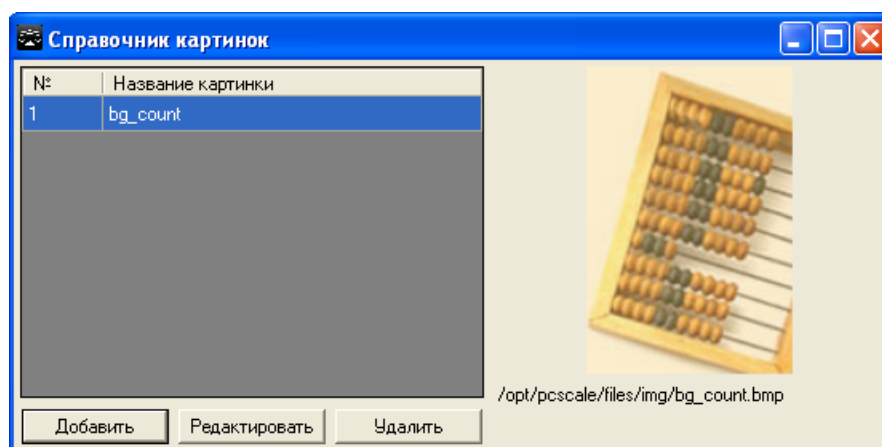 Справочник картинок
№ Название картинки
1 bg_count
/opt/pcscale/files/img/bg_count.bmp
Добавить Редактировать Удалить